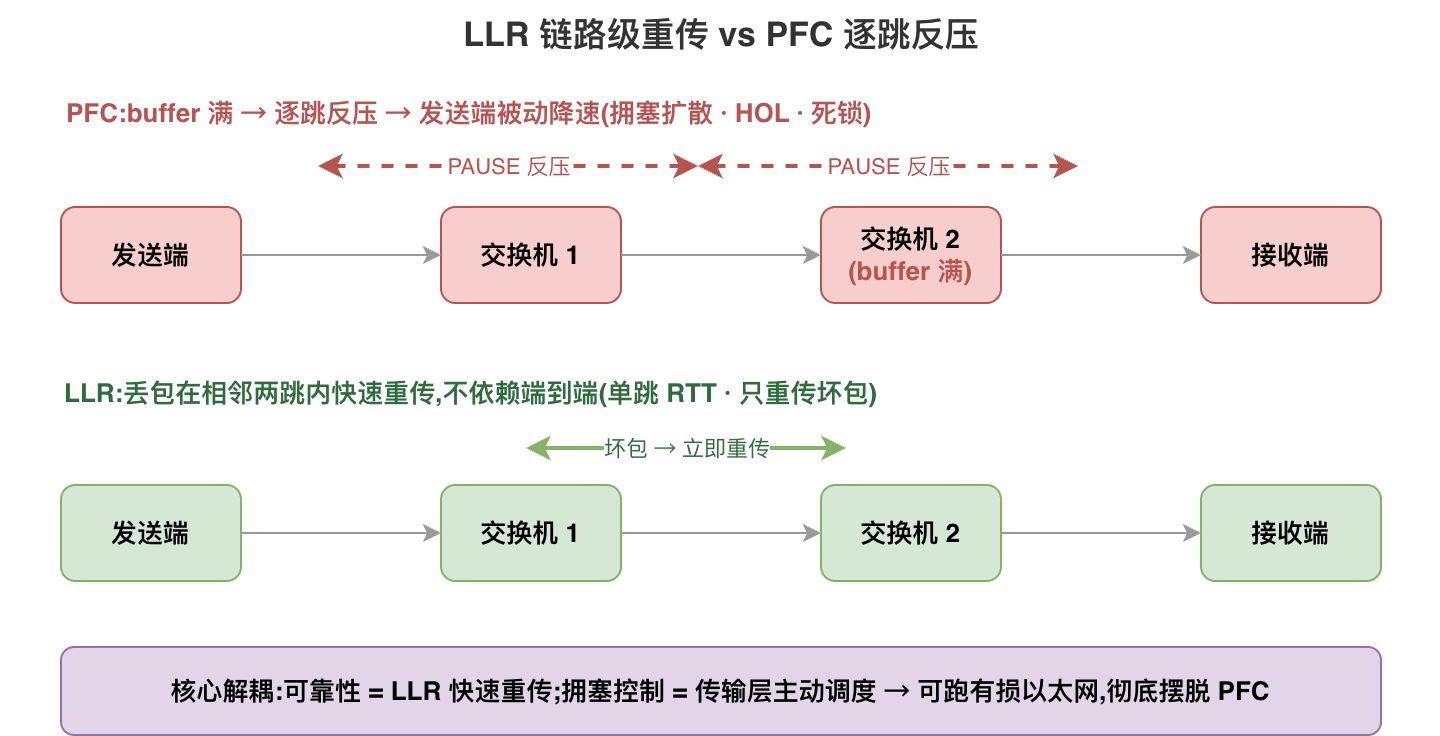 LLR 链路级重传 vs PFC 逐跳反压
PFC:buffer 满 → 逐跳反压 → 发送端被动降速(拥塞扩散 · HOL · 死锁)
PAUSE 反压 PAUSE 反压
发送端 交换机 1 交换机 2 接收端
(buffer 满)
LLR:丢包在相邻两跳内快速重传,不依赖端到端(单跳 RTT · 只重传坏包)
坏包 → 立即重传
发送端 交换机 1 交换机 2 接收端
核心解耦:可靠性 = LLR 快速重传;拥塞控制 = 传输层主动调度 → 可跑有损以太网,彻底摆脱 PFC